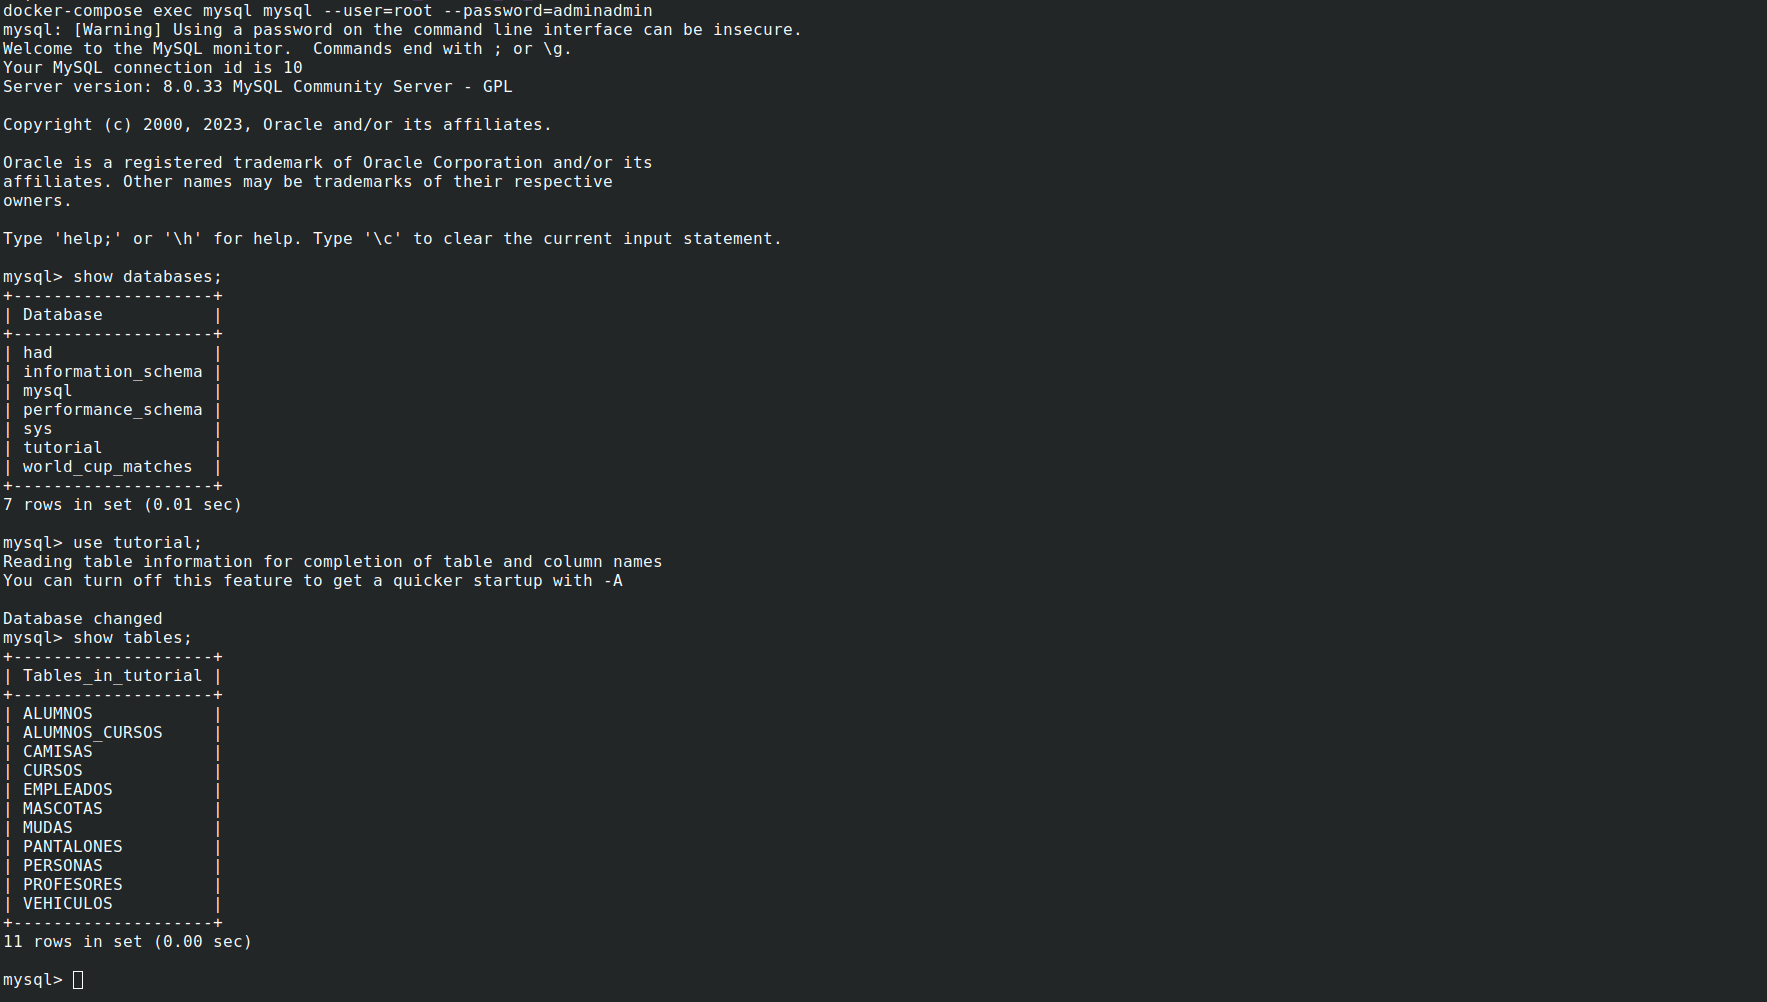 docker-compose exec mysql mysql --user=root --password=adminadmin
mysql: [Warning] Using a password on the command line interface can be insecure.
Welcome to the MySQL monitor.  Commands end with ; or \g.
Your MySQL connection id is 10
Server version: 8.0.33 MySQL Community Server - GPL

Copyright (c) 2000, 2023, Oracle and/or its affiliates.

Oracle is a registered trademark of Oracle Corporation and/or its
affiliates. Other names may be trademarks of their respective
owners.

Type 'help;' or '\h' for help. Type '\c' to clear the current input statement.

mysql> show databases;
+--------------------+
| Database           |
+--------------------+
| had                |
| information_schema |
| mysql              |
| performance_schema |
| sys                |
| tutorial           |
| world_cup_matches  |
+--------------------+
7 rows in set (0.01 sec)

mysql> use tutorial;
Reading table information for completion of table and column names
You can turn off this feature to get a quicker startup with -A

Database changed
mysql> show tables;
+--------------------+
| Tables_in_tutorial |
+--------------------+
| ALUMNOS            |
| ALUMNOS_CURSOS     |
| CAMISAS            |
| CURSOS             |
| EMPLEADOS          |
| MASCOTAS           |
| MUDAS              |
| PANTALONES         |
| PERSONAS           |
| PROFESORES         |
| VEHICULOS          |
+--------------------+
11 rows in set (0.00 sec)

mysql>